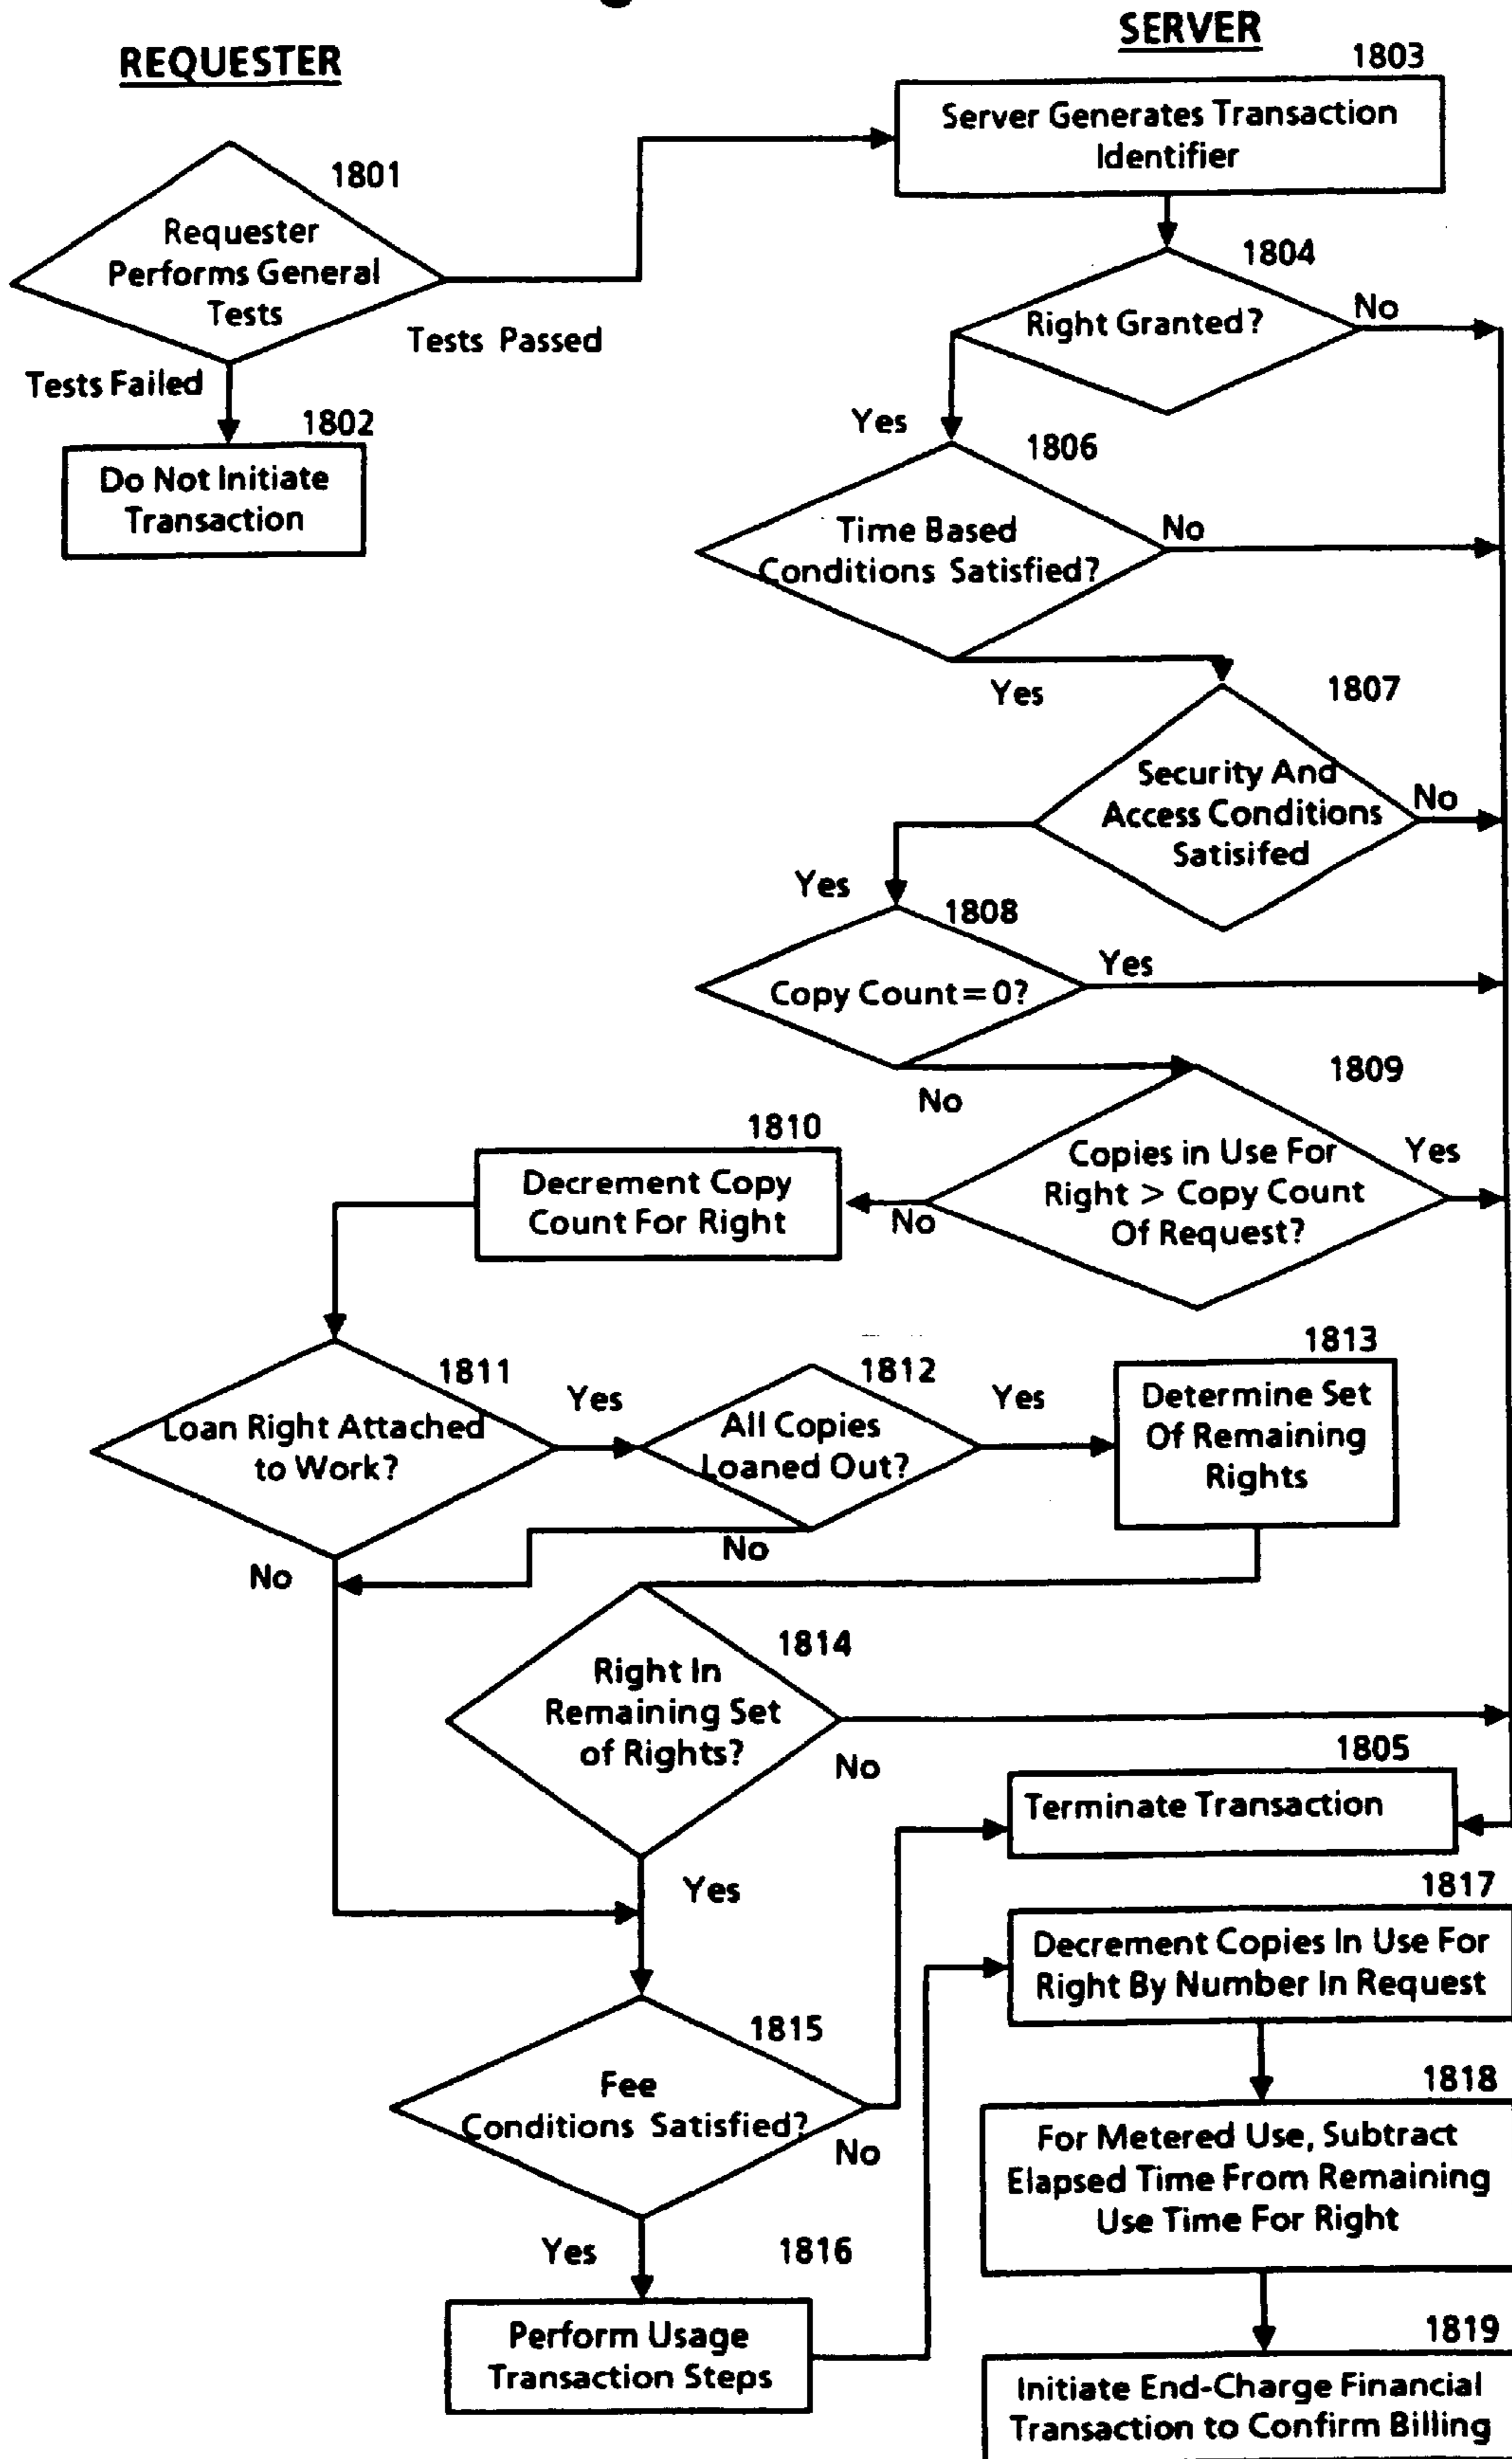 REQUESTER
SERVER
1803
Server Generates Transaction
Identifier
1801
Requester
Performs General
Tests
Tests Passed
Tests Failed
1802
Do Not Initiate
Transaction
1804
Right Granted?
No
Yes
1806
Time Based
Conditions Satisfied?
No
Yes
1807
Security And
Access Conditions
Satisifed
No
Yes
1808
Copy Count=0?
Yes
No
1809
Copies in Use For
Right > Copy Count
Of Request?
Yes
No
1810
Decrement Copy
Count For Right
1811
Loan Right Attached
to Work?
Yes
No
1812
All Copies
Loaned Out?
Yes
No
1813
Determine Set
Of Remaining
Rights
1814
Right In
Remaining Set
of Rights?
No
Yes
1805
Terminate Transaction
1815
Fee
Conditions Satisfied?
No
Yes
1816
Perform Usage
Transaction Steps
1817
Decrement Copies In Use For
Right By Number In Request
1818
For Metered Use, Subtract
Elapsed Time From Remaining
Use Time For Right
1819
Initiate End-Charge Financial
Transaction to Confirm Billing